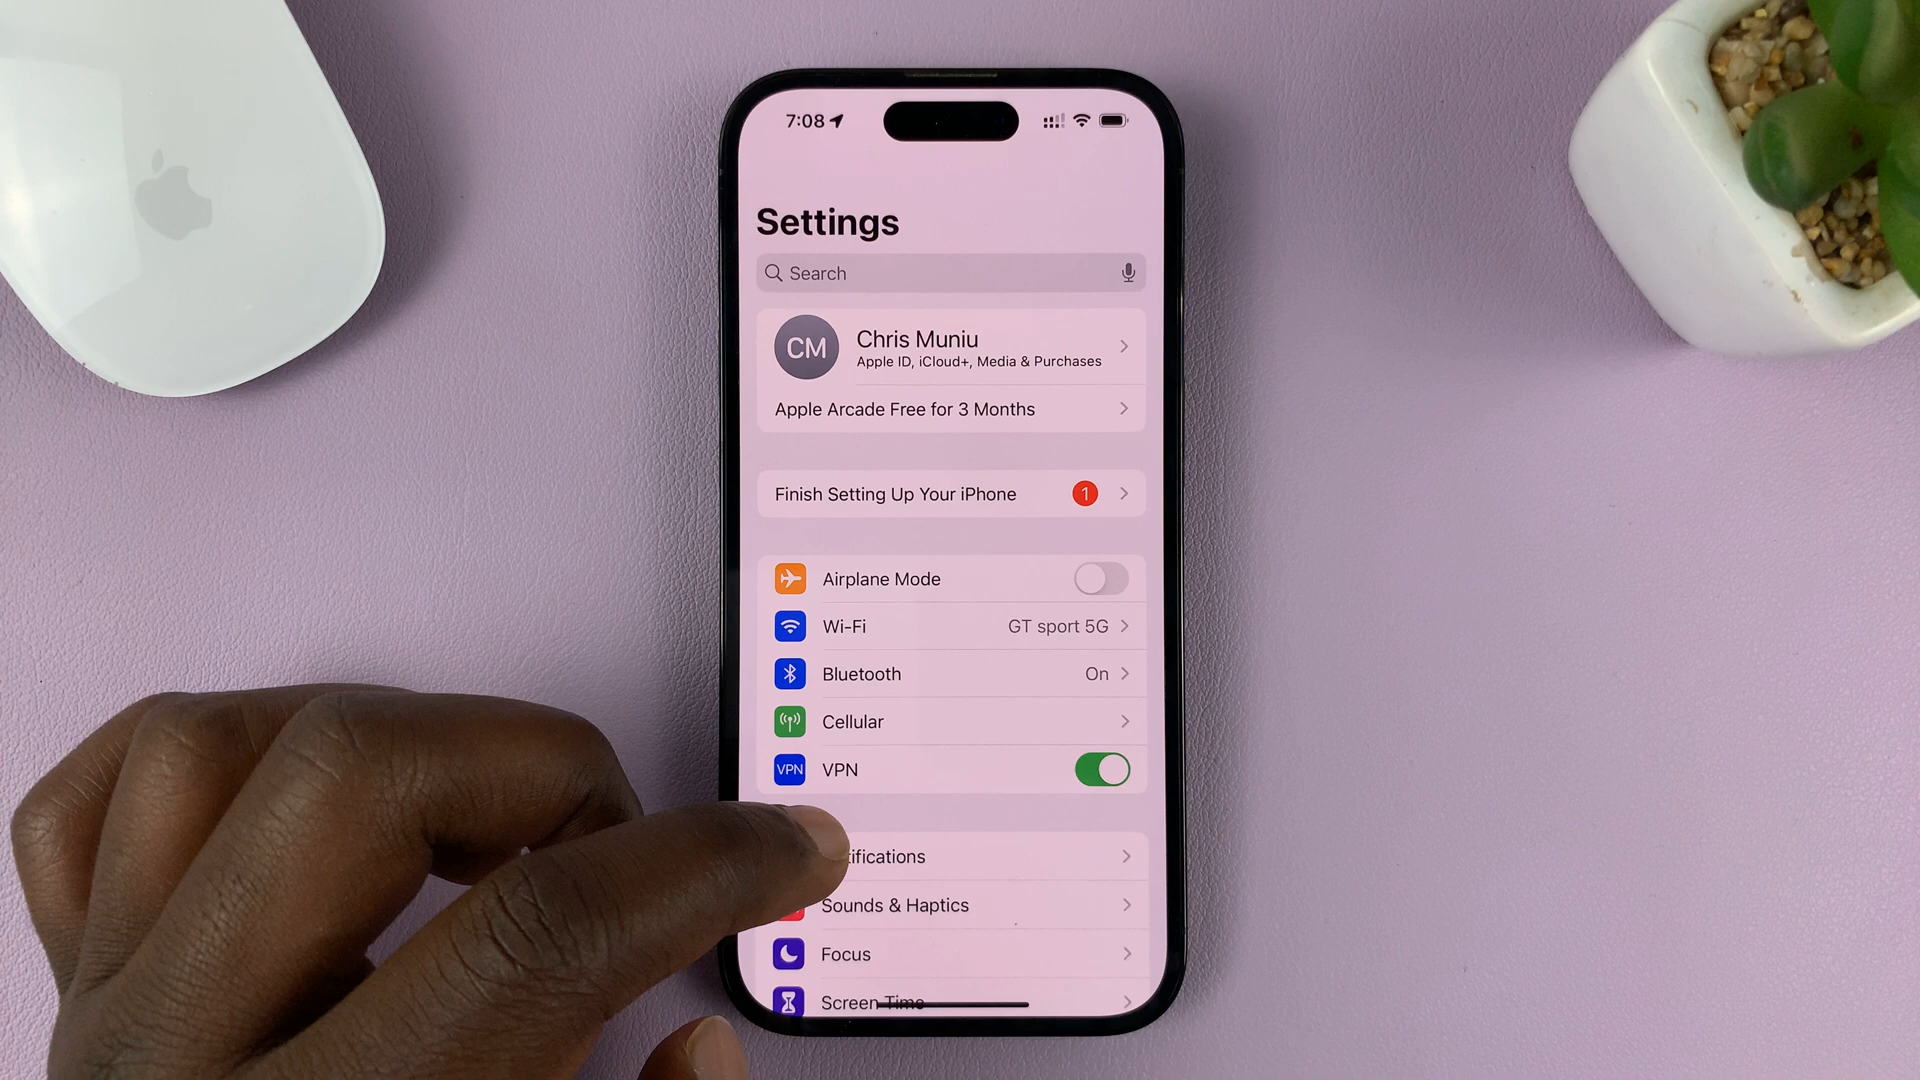 7:08
Settings
Search
CM
Chris Muniu
Apple ID, iCloud+, Media & Purchases
Apple Arcade Free for 3 Months
Finish Setting Up Your iPhone 1
Airplane Mode
Wi-Fi GT sport 5G
Bluetooth On
Cellular
VPN VPN
tifications
Sounds & Haptics
Focus
Screen Time